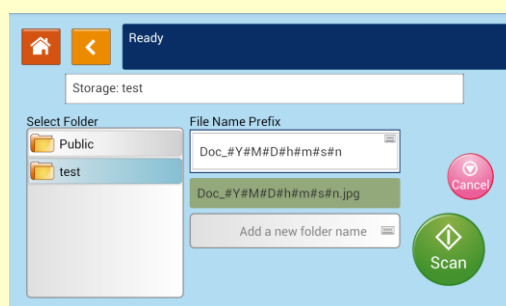 Ready
Storage: test
Select Folder
File Name Prefix
Public
test
Doc_#Y#M#D#h#m#s#n
Doc_#Y#M#D#h#m#s#n.jpg
Add a new folder name
Cancel
Scan